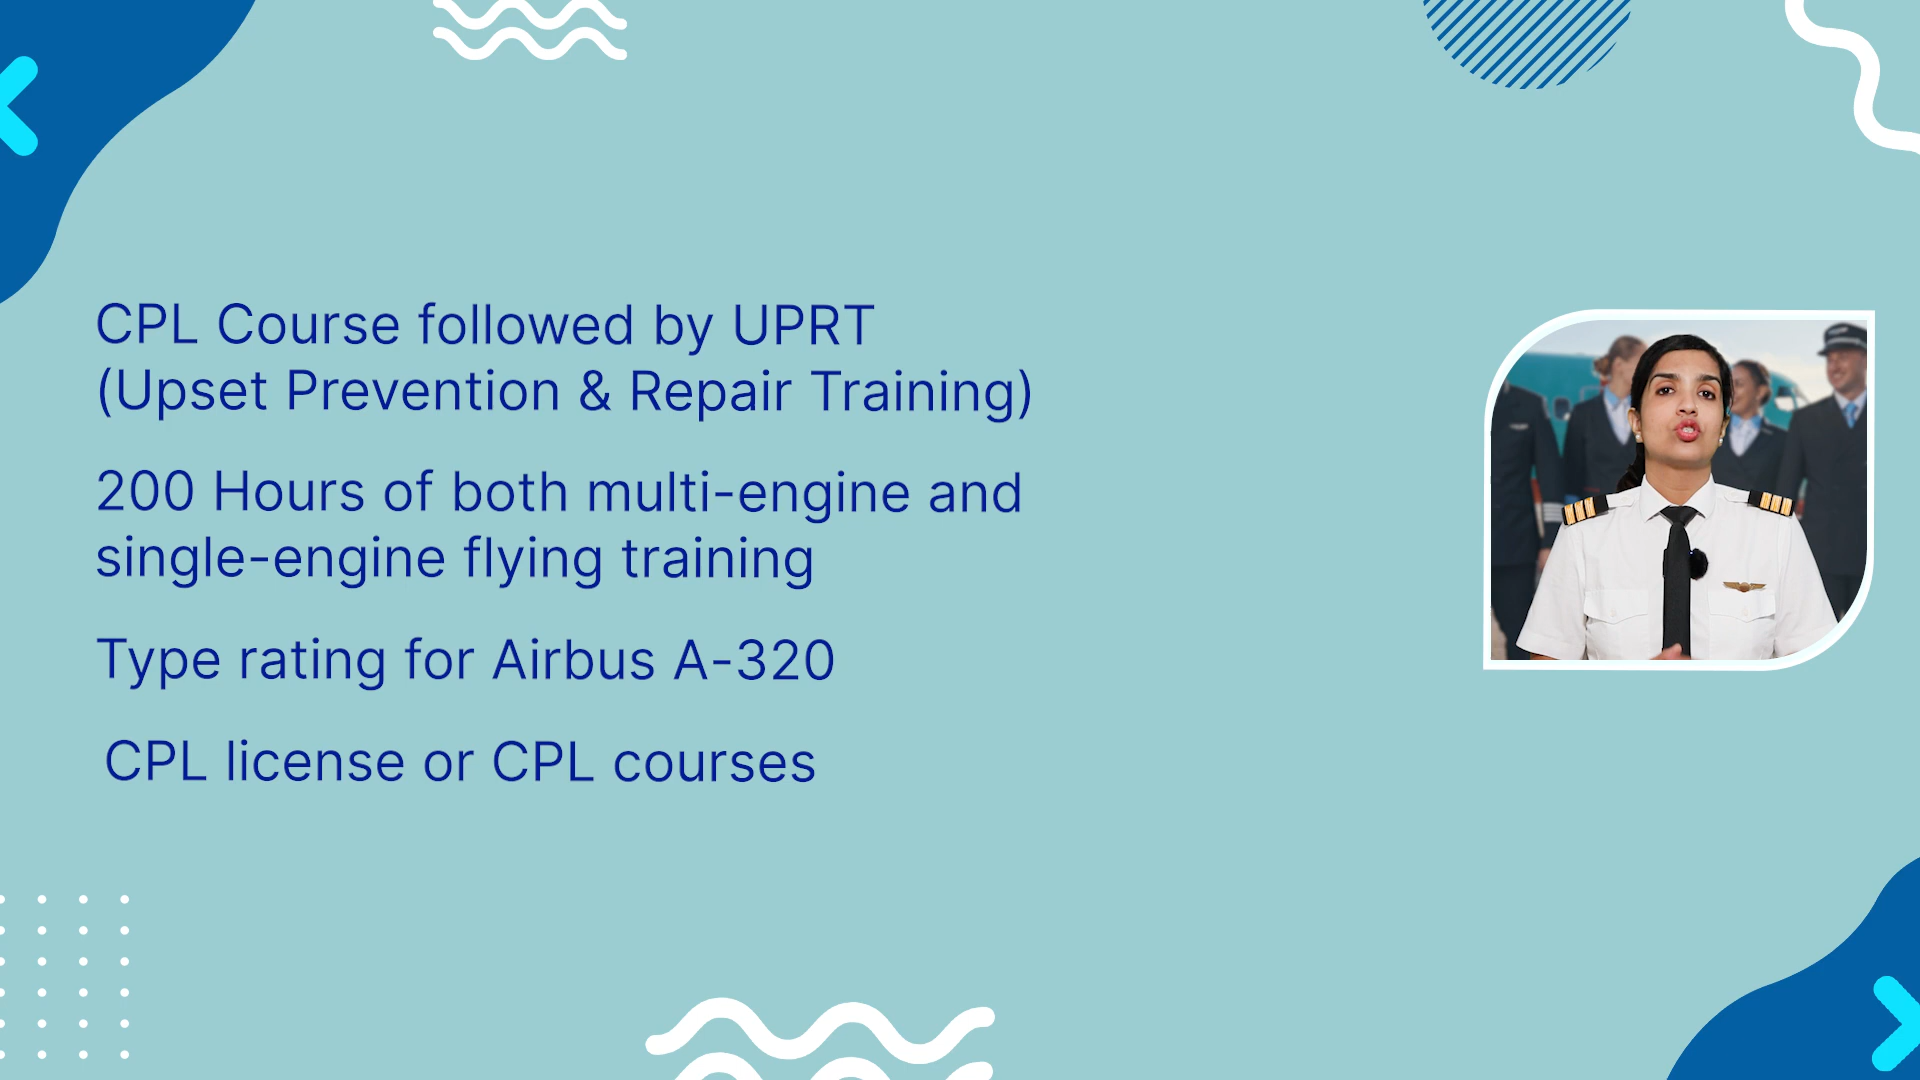 CPL Course followed by UPRT
(Upset Prevention & Repair Training)
200 Hours of both multi-engine and
single-engine flying training
Type rating for Airbus A-320
CPL license or CPL courses